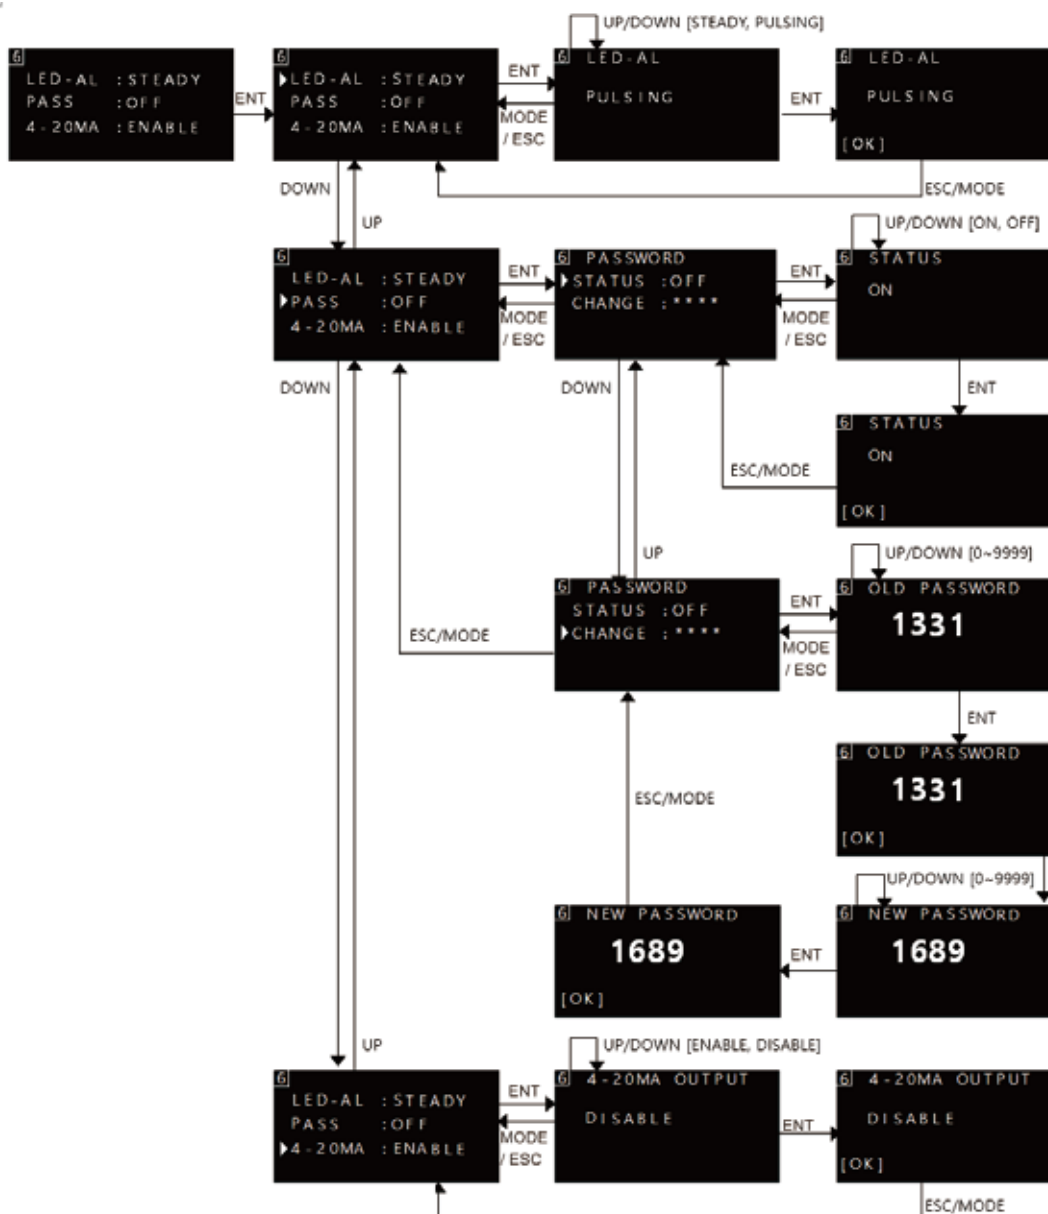 UP/DOWN [STEADY, PULSING]
6
LED-AL :STEADY
PASS :OFF
4-20MA :ENABLE
ENT
6
LED-AL :STEADY
PASS :OFF
4-20MA :ENABLE
ENT
MODE
/ ESC
6 LED-AL
PULSING
ENT
6 LED-AL
PULSING
[OK]
ESC/MODE
DOWN
UP
6
LED-AL :STEADY
PASS :OFF
4-20MA :ENABLE
ENT
MODE
/ ESC
6 PASSWORD
STATUS :OFF
CHANGE :****
ENT
MODE
/ ESC
UP/DOWN [ON, OFF]
6 STATUS
ON
ENT
6 STATUS
ON
[OK]
ESC/MODE
DOWN
DOWN
UP
6 PASSWORD
STATUS :OFF
CHANGE :****
ESC/MODE
ENT
MODE
/ ESC
UP/DOWN [0~9999]
6 OLD PASSWORD
1331
ENT
6 OLD PASSWORD
1331
[OK]
UP/DOWN [0~9999]
6 NEW PASSWORD
1689
ENT
6 NEW PASSWORD
1689
[OK]
ESC/MODE
UP
6
LED-AL :STEADY
PASS :OFF
4-20MA :ENABLE
ENT
MODE
/ ESC
UP/DOWN [ENABLE, DISABLE]
6 4-20MA OUTPUT
DISABLE
ENT
6 4-20MA OUTPUT
DISABLE
[OK]
ESC/MODE